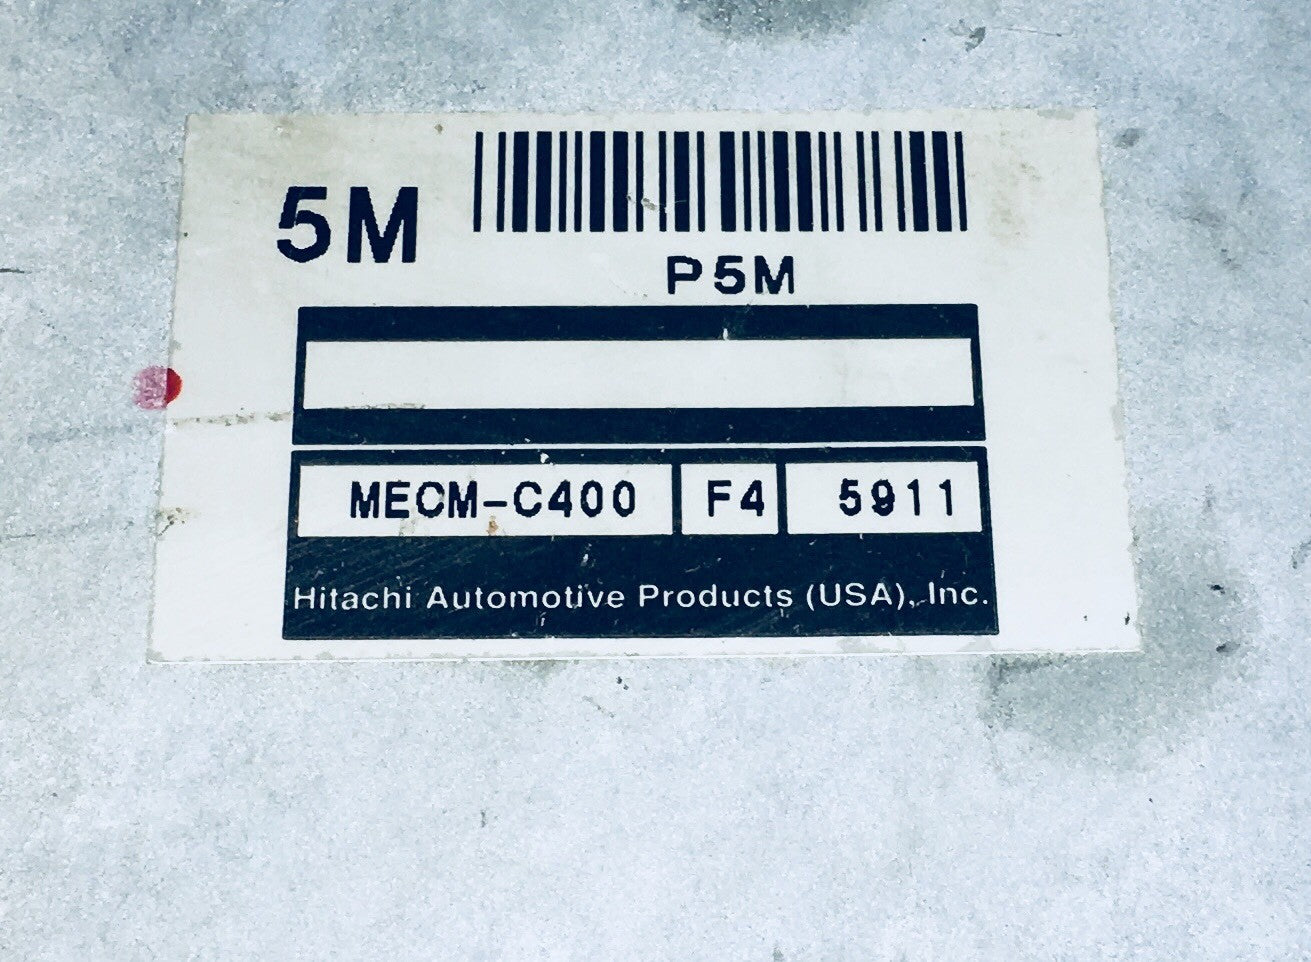 5M
P5M
MECM-C400 F4 5911
Hitachi Automotive Products (USA), Inc.